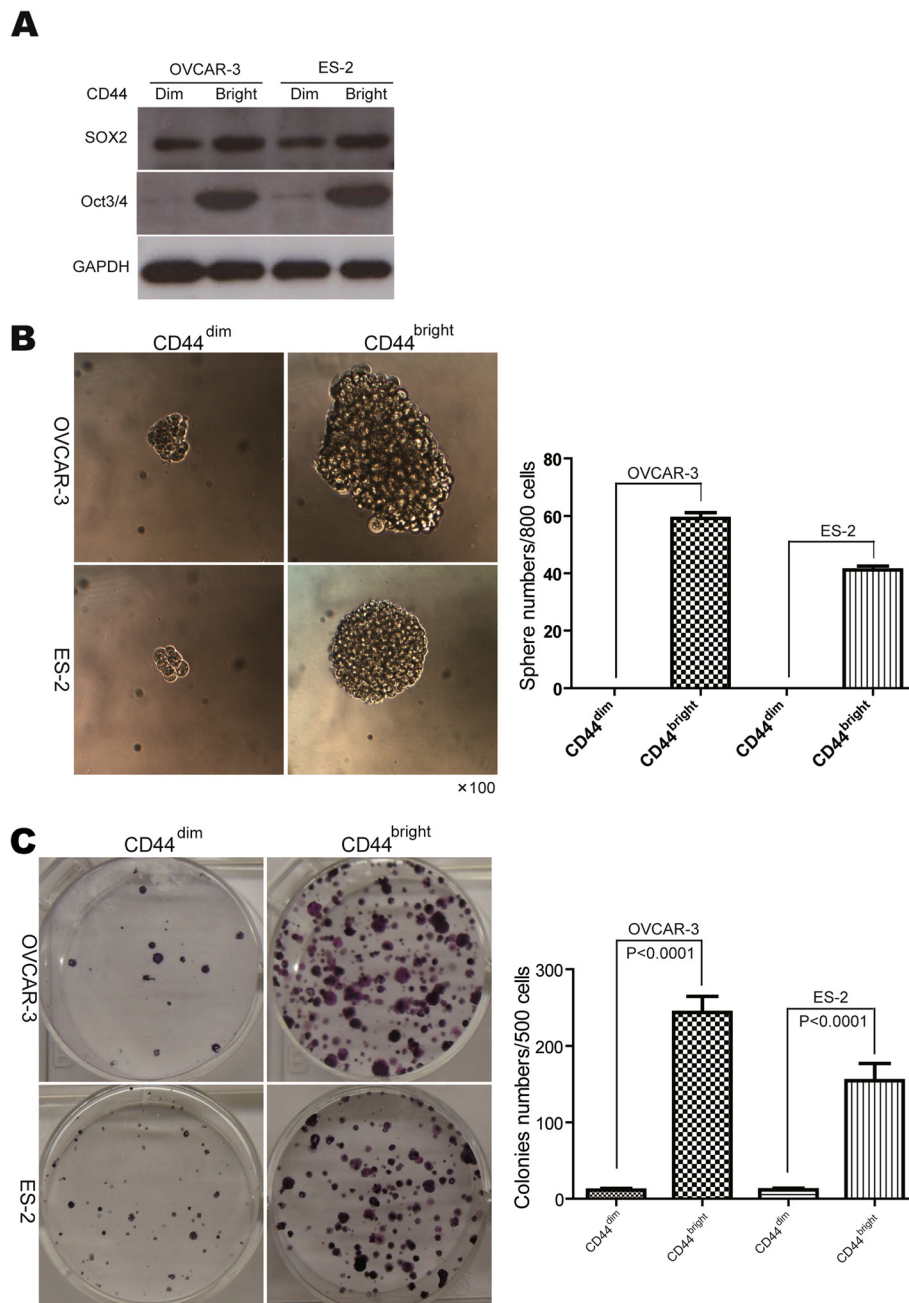 A
OVCAR-3 ES-2
CD44 Dim Bright Dim Bright
SOX2
Oct3/4
GAPDH
B
CD44dim CD44bright
OVCAR-3
ES-2
×100
Sphere numbers/800 cells
80
60
40
20
0
OVCAR-3
ES-2
CD44dim CD44bright CD44dim CD44bright
C
CD44dim CD44bright
OVCAR-3
ES-2
Colonies numbers/500 cells
300
200
100
0
OVCAR-3
P<0.0001
ES-2
P<0.0001
CD44dim CD44bright CD44dim CD44bright